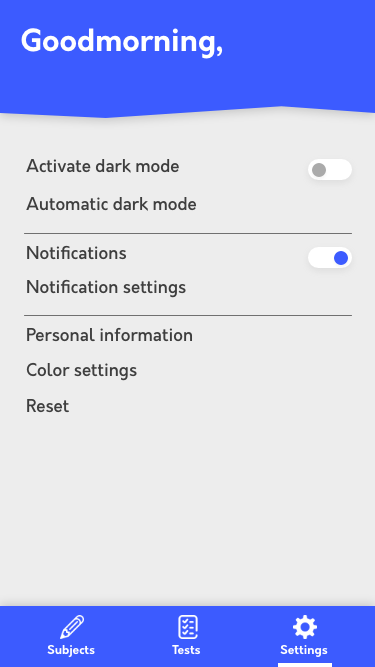 Goodmorning,
Activate dark mode
Automatic dark mode
Notifications
Notification settings
Personal information
Color settings
Reset
Subjects
Tests
Settings